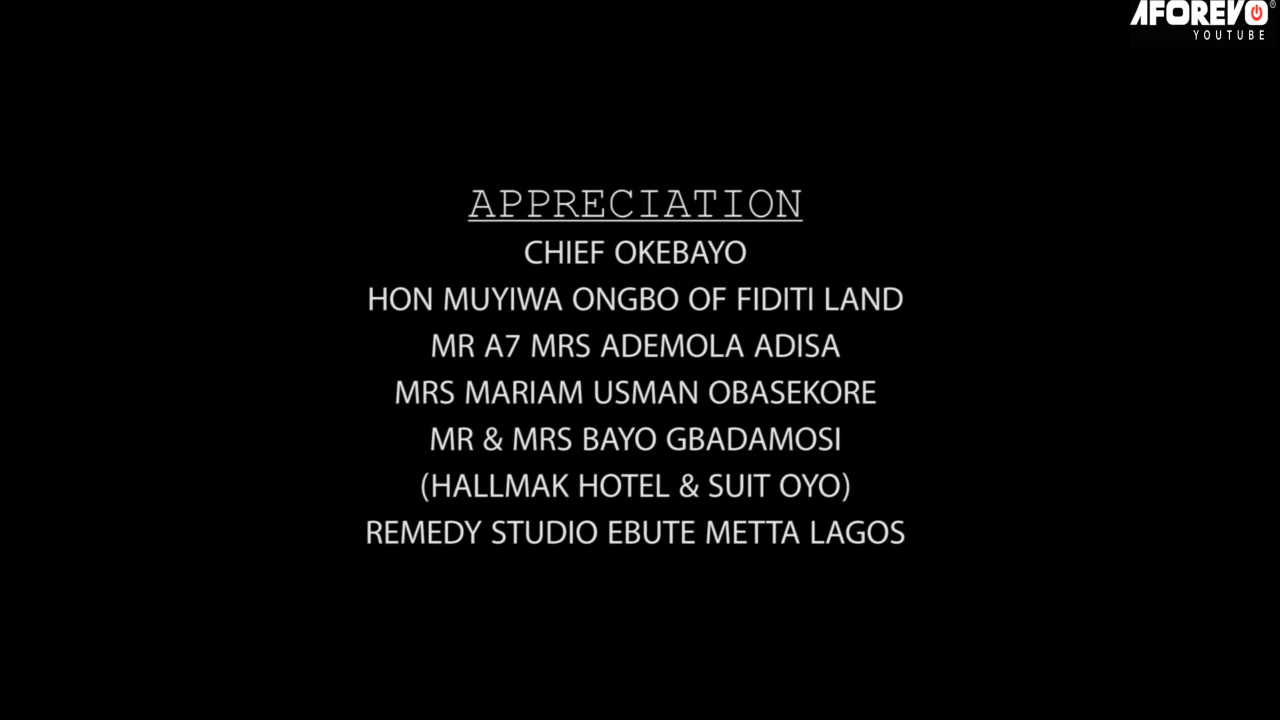 AFOREVO®
YOUTUBE
APPRECIATION
CHIEF OKEBAYO
HON MUYIWA ONGBO OF FIDITI LAND
MR A7 MRS ADEMOLA ADISA
MRS MARIAM USMAN OBASEKORE
MR & MRS BAYO GBADAMOSI
(HALLMAK HOTEL & SUIT OYO)
REMEDY STUDIO EBUTE METTA LAGOS